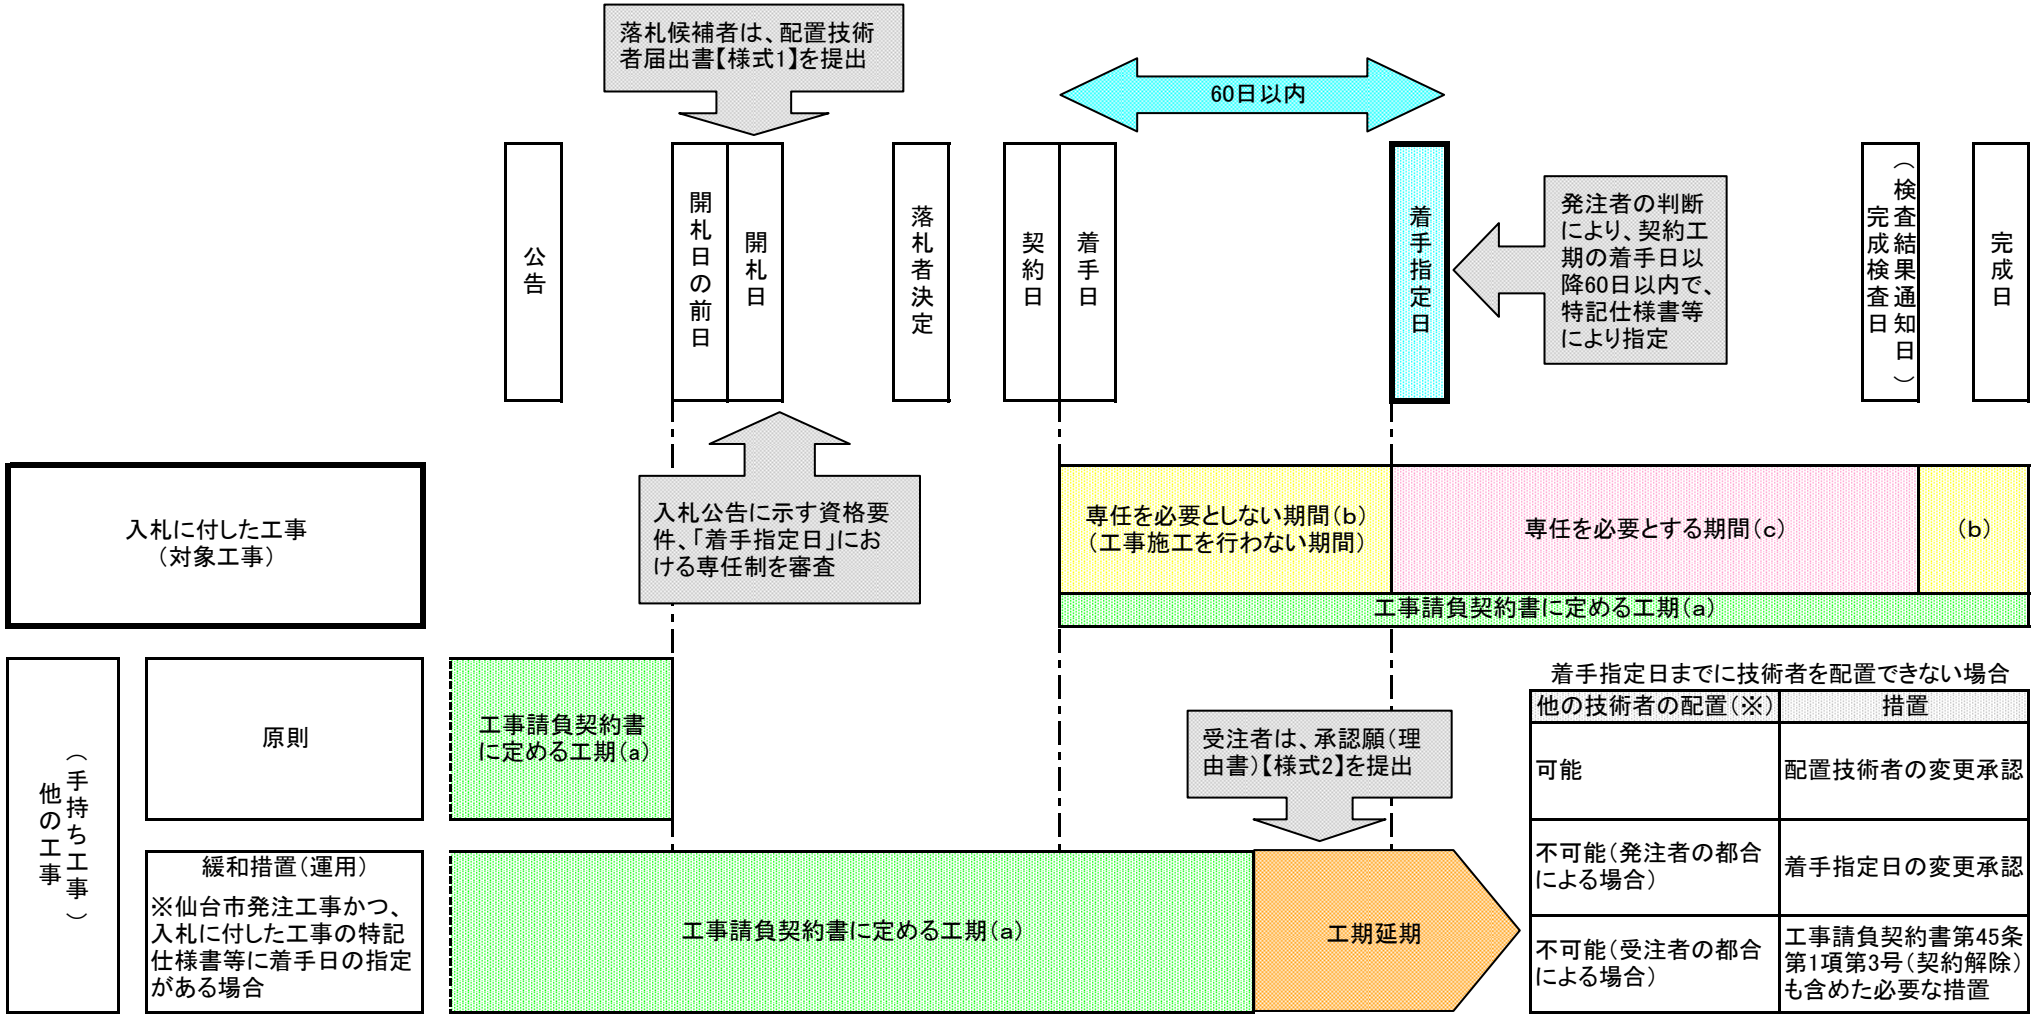 落札候補者は、配置技術
者届出書【様式1】を提出
60日以内
公告
開札日の前日
開札日
落札者決定
契約日
着手日
着手指定日
発注者の判断
により、契約工
期の着手日以
降60日以内で、
特記仕様書等
により指定
(検査結果通知日)
完成検査日
完成日
入札に付した工事
(対象工事)
入札公告に示す資格要
件、「着手指定日」にお
ける専任制を審査
専任を必要としない期間(b)
(工事施工を行わない期間)
専任を必要とする期間(c)
(b)
工事請負契約書に定める工期(a)
(手持ち工事)
他の工事
原則
工事請負契約書
に定める工期(a)
受注者は、承認願(理
由書)【様式2】を提出
緩和措置(運用)
※仙台市発注工事かつ、
入札に付した工事の特記
仕様書等に着手日の指定
がある場合
工事請負契約書に定める工期(a)
工期延期
着手指定日までに技術者を配置できない場合
他の技術者の配置(※)
措置
可能
配置技術者の変更承認
不可能(発注者の都合
による場合)
着手指定日の変更承認
不可能(受注者の都合
による場合)
工事請負契約書第45条
第1項第3号(契約解除)
も含めた必要な措置